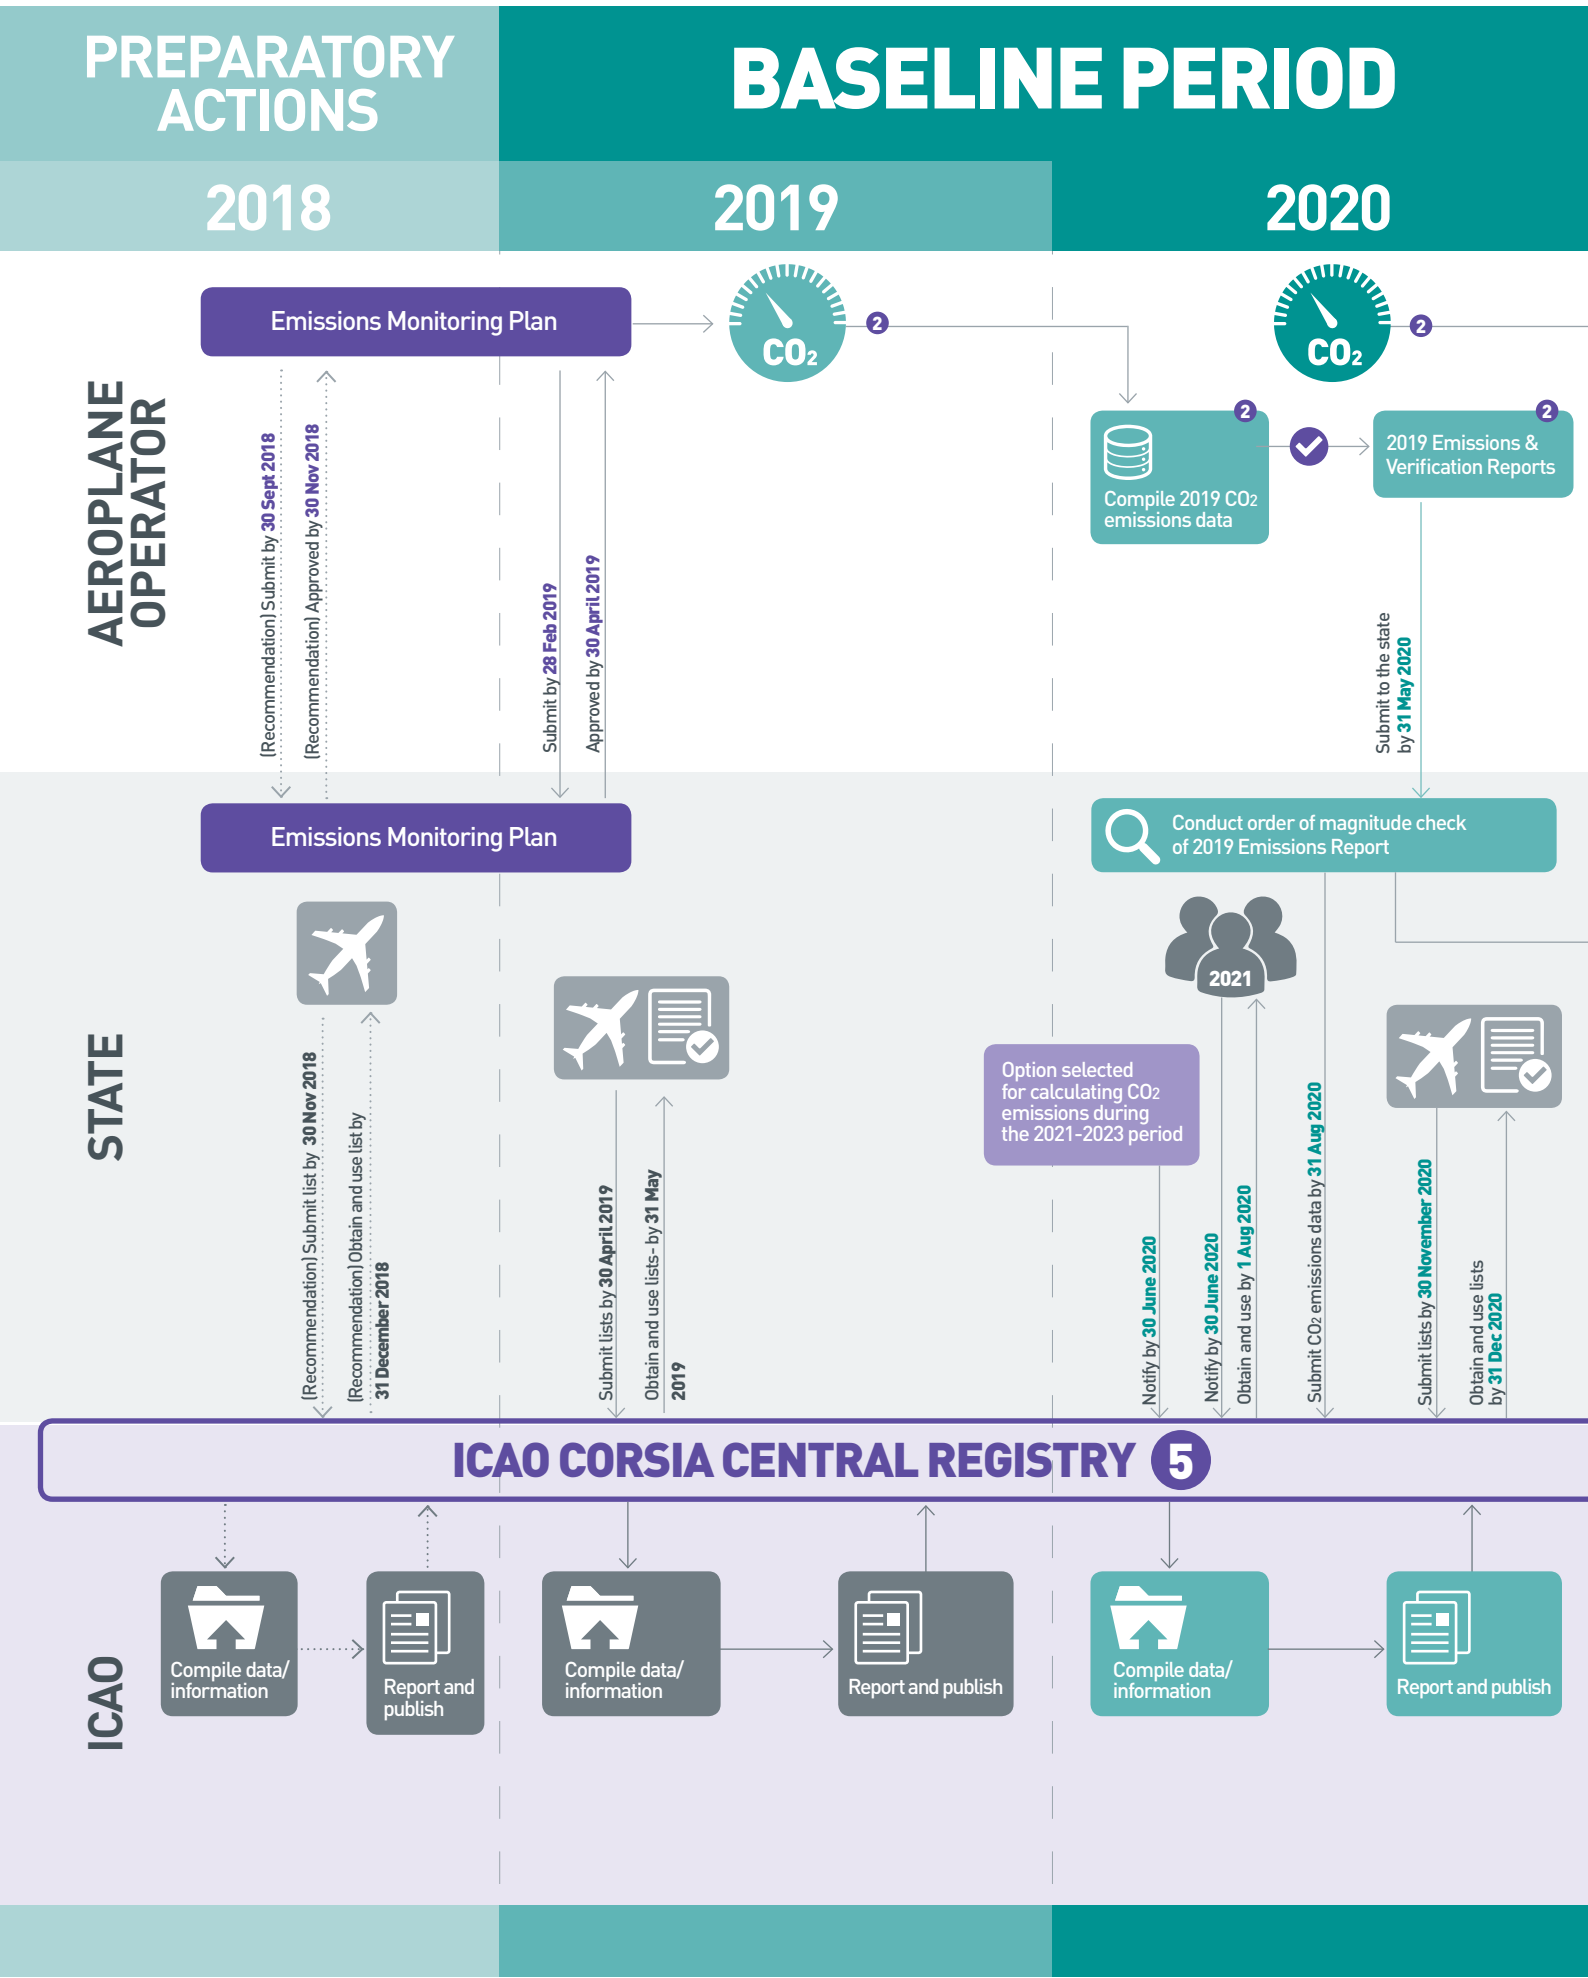 PREPARATORY
ACTIONS
BASELINE PERIOD
2018
2019
2020
AEROPLANE
OPERATOR
Emissions Monitoring Plan
CO2
2
CO2
2
(Recommendation) Submit by 30 Sept 2018
(Recommendation) Approved by 30 Nov 2018
Submit by 28 Feb 2019
Approved by 30 April 2019
2
Compile 2019 CO2
emissions data
2
2019 Emissions &
Verification Reports
Submit to the state
by 31 May 2020
STATE
Emissions Monitoring Plan
Conduct order of magnitude check
of 2019 Emissions Report
2021
Option selected
for calculating CO2
emissions during
the 2021-2023 period
(Recommendation) Submit list by 30 Nov 2018
(Recommendation) Obtain and use list by
31 December 2018
Submit lists by 30 April 2019
Obtain and use lists- by 31 May
2019
Notify by 30 June 2020
Notify by 30 June 2020
Obtain and use by 1 Aug 2020
Submit CO2 emissions data by 31 Aug 2020
Submit lists by 30 November 2020
Obtain and use lists
by 31 Dec 2020
ICAO CORSIA CENTRAL REGISTRY 5
ICAO
Compile data/
information
Report and
publish
Compile data/
information
Report and publish
Compile data/
information
Report and publish